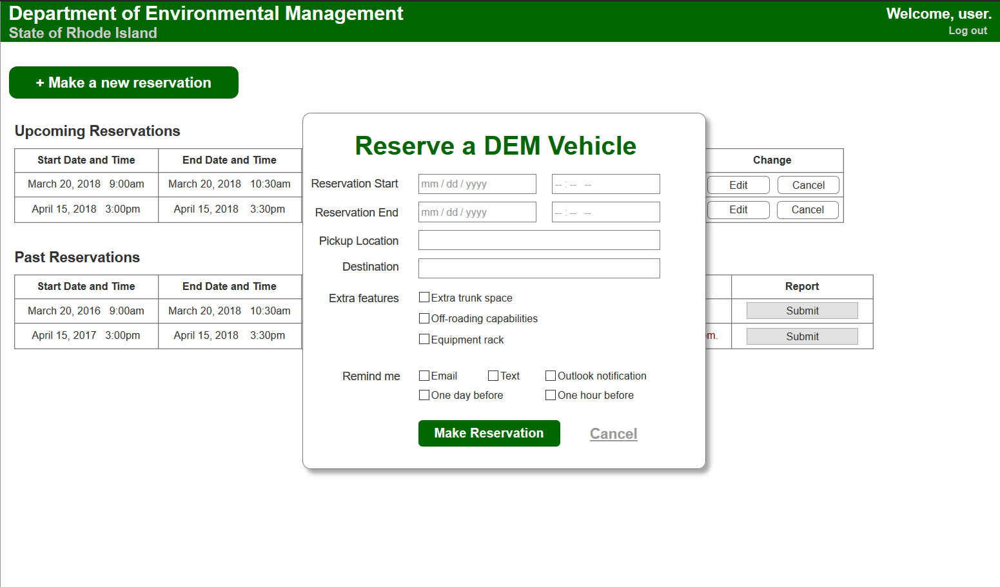 Department of Environmental Management
State of Rhode Island
Welcome, user.
Log out
+ Make a new reservation
Upcoming Reservations
Start Date and Time End Date and Time Change
March 20, 2018 9:00am March 20, 2018 10:30am Edit Cancel
April 15, 2018 3:00pm April 15, 2018 3:30pm Edit Cancel
Past Reservations
Start Date and Time End Date and Time Report
March 20, 2016 9:00am March 20, 2018 10:30am Submit
April 15, 2017 3:00pm April 15, 2018 3:30pm Submit
Reserve a DEM Vehicle
Reservation Start mm / dd / yyyy -- : -- --
Reservation End mm / dd / yyyy -- : -- --
Pickup Location
Destination
Extra features Extra trunk space
Off-roading capabilities
Equipment rack
Remind me Email Text Outlook notification
One day before One hour before
Make Reservation Cancel